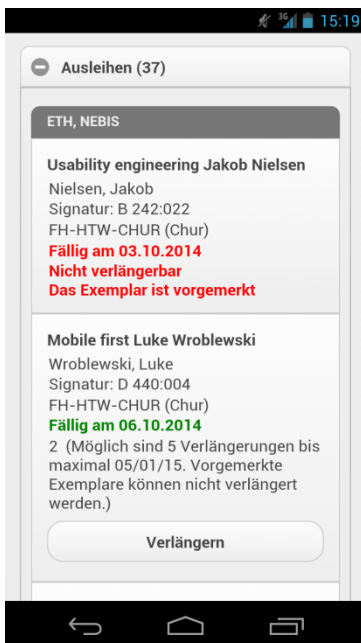 3G 15:19
Ausleihen (37)
ETH, NEBIS
Usability engineering Jakob Nielsen
Nielsen, Jakob
Signatur: B 242:022
FH-HTW-CHUR (Chur)
Fällig am 03.10.2014
Nicht verlängerbar
Das Exemplar ist vorgemerkt
Mobile first Luke Wroblewski
Wroblewski, Luke
Signatur: D 440:004
FH-HTW-CHUR (Chur)
Fällig am 06.10.2014
2 (Möglich sind 5 Verlängerungen bis
maximal 05/01/15. Vorgemerkte
Exemplare können nicht verlängert
werden.)
Verlängern